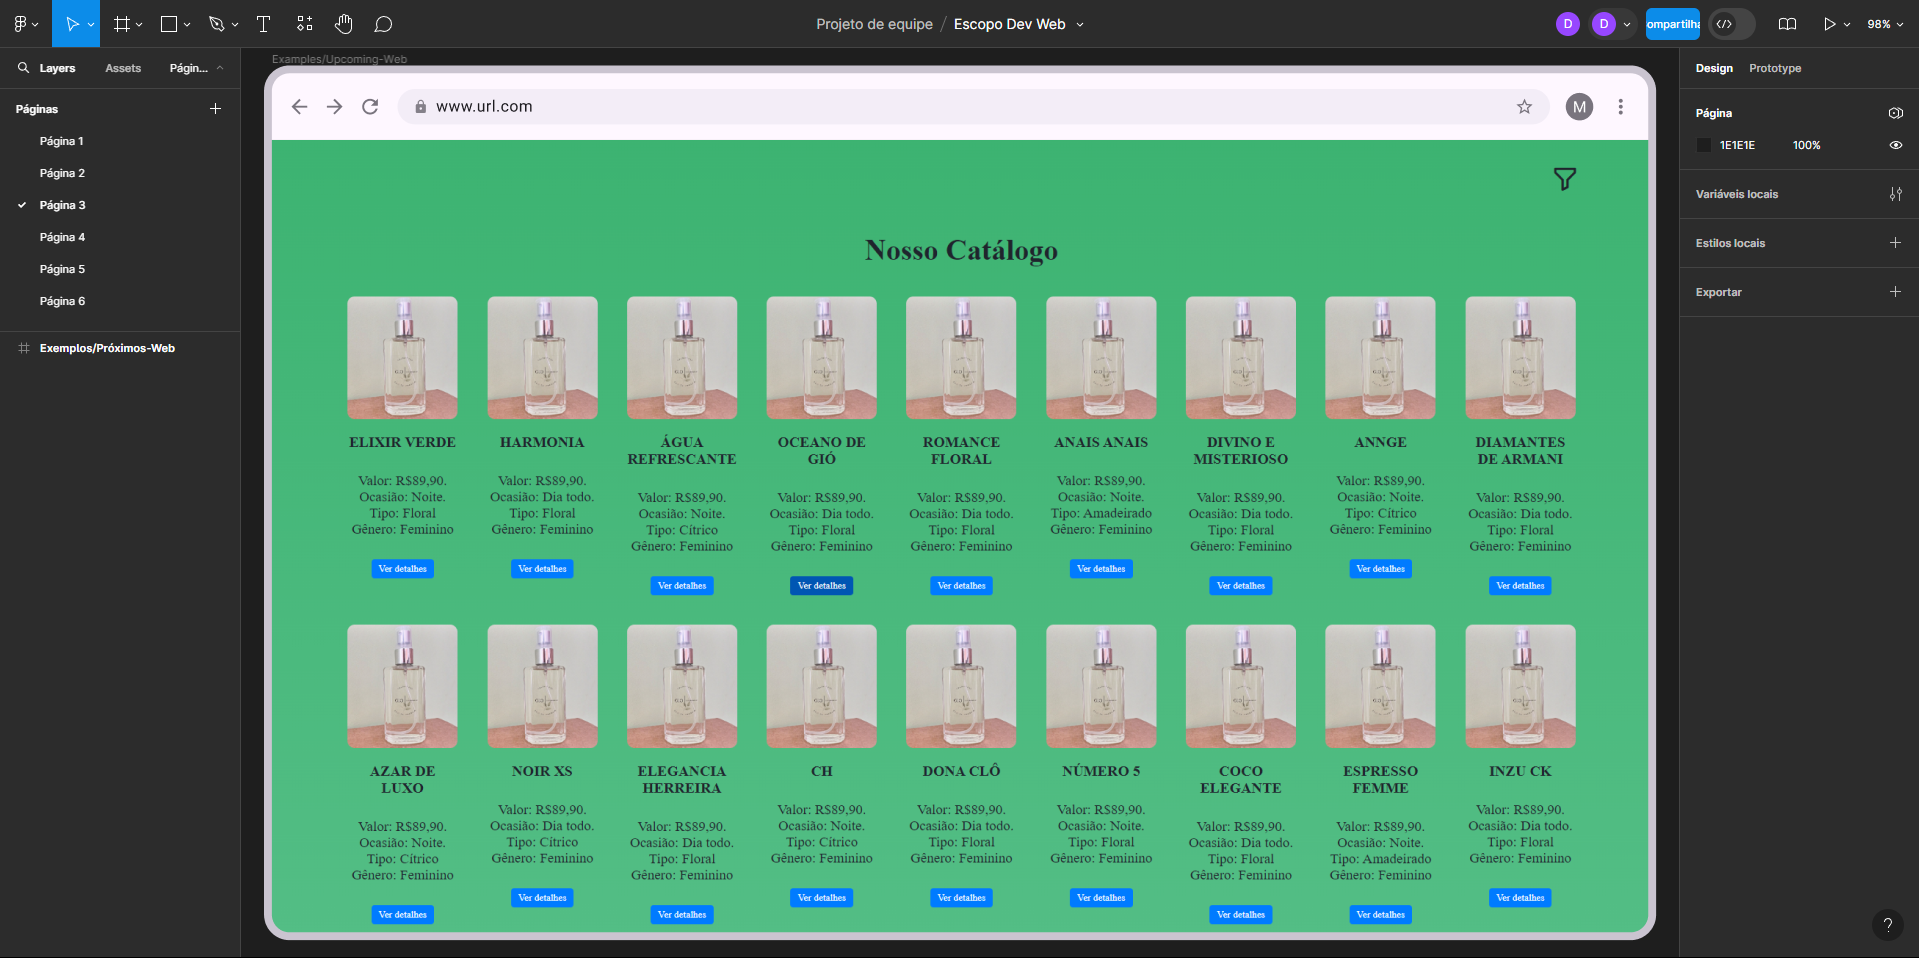 Projeto de equipe / Escopo Dev Web
D
D
ompartilha
98%
Layers
Assets
Págin...
Páginas
Página 1
Página 2
Página 3
Página 4
Página 5
Página 6
Exemplos/Próximos-Web
Examples/Upcoming-Web
www.url.com
M
Nosso Catálogo
ELIXIR VERDE
Valor: R$89,90.
Ocasião: Noite.
Tipo: Floral
Gênero: Feminino
Ver detalhes
HARMONIA
Valor: R$89,90.
Ocasião: Dia todo.
Tipo: Floral
Gênero: Feminino
Ver detalhes
ÁGUA
REFRESCANTE
Valor: R$89,90.
Ocasião: Noite.
Tipo: Cítrico
Gênero: Feminino
Ver detalhes
OCEANO DE
GIÓ
Valor: R$89,90.
Ocasião: Dia todo.
Tipo: Floral
Gênero: Feminino
Ver detalhes
ROMANCE
FLORAL
Valor: R$89,90.
Ocasião: Dia todo.
Tipo: Floral
Gênero: Feminino
Ver detalhes
ANAIS ANAIS
Valor: R$89,90.
Ocasião: Noite.
Tipo: Amadeirado
Gênero: Feminino
Ver detalhes
DIVINO E
MISTERIOSO
Valor: R$89,90.
Ocasião: Dia todo.
Tipo: Floral
Gênero: Feminino
Ver detalhes
ANNGE
Valor: R$89,90.
Ocasião: Noite.
Tipo: Cítrico
Gênero: Feminino
Ver detalhes
DIAMANTES
DE ARMANI
Valor: R$89,90.
Ocasião: Dia todo.
Tipo: Floral
Gênero: Feminino
Ver detalhes
AZAR DE
LUXO
Valor: R$89,90.
Ocasião: Noite.
Tipo: Cítrico
Gênero: Feminino
Ver detalhes
NOIR XS
Valor: R$89,90.
Ocasião: Dia todo.
Tipo: Cítrico
Gênero: Feminino
Ver detalhes
ELEGANCIA
HERREIRA
Valor: R$89,90.
Ocasião: Dia todo.
Tipo: Floral
Gênero: Feminino
Ver detalhes
CH
Valor: R$89,90.
Ocasião: Noite.
Tipo: Cítrico
Gênero: Feminino
Ver detalhes
DONA CLÔ
Valor: R$89,90.
Ocasião: Dia todo.
Tipo: Floral
Gênero: Feminino
Ver detalhes
NÚMERO 5
Valor: R$89,90.
Ocasião: Noite.
Tipo: Floral
Gênero: Feminino
Ver detalhes
COCO
ELEGANTE
Valor: R$89,90.
Ocasião: Dia todo.
Tipo: Floral
Gênero: Feminino
Ver detalhes
ESPRESSO
FEMME
Valor: R$89,90.
Ocasião: Noite.
Tipo: Amadeirado
Gênero: Feminino
Ver detalhes
INZU CK
Valor: R$89,90.
Ocasião: Dia todo.
Tipo: Floral
Gênero: Feminino
Ver detalhes
Design
Prototype
Página
1E1E1E
100%
Variáveis locais
Estilos locais
Exportar
?